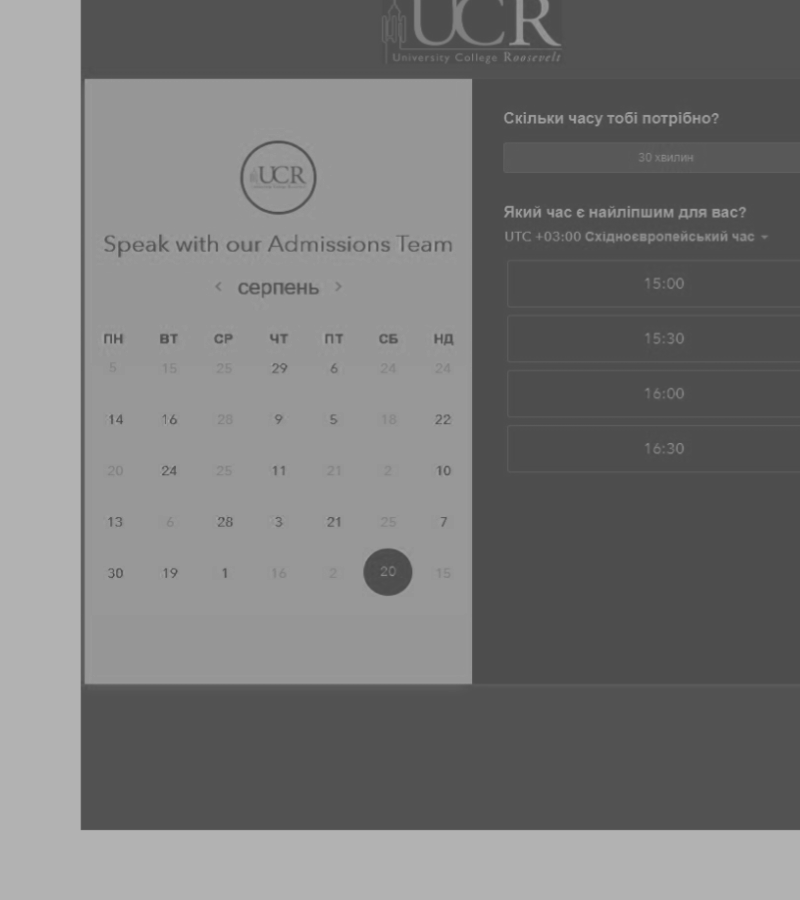 UCR
University College Roosevelt
UCR
Speak with our Admissions Team
‹ серпень ›
ПН ВТ СР ЧТ ПТ СБ НД
5 15 25 29 6 24 24
14 16 28 9 5 18 22
20 24 25 11 21 2 10
13 6 28 3 21 25 7
30 19 1 16 2 20 15
Скільки часу тобі потрібно?
30 хвилин
Який час є найліпшим для вас?
UTC +03:00 Східноєвропейський час
15:00
15:30
16:00
16:30